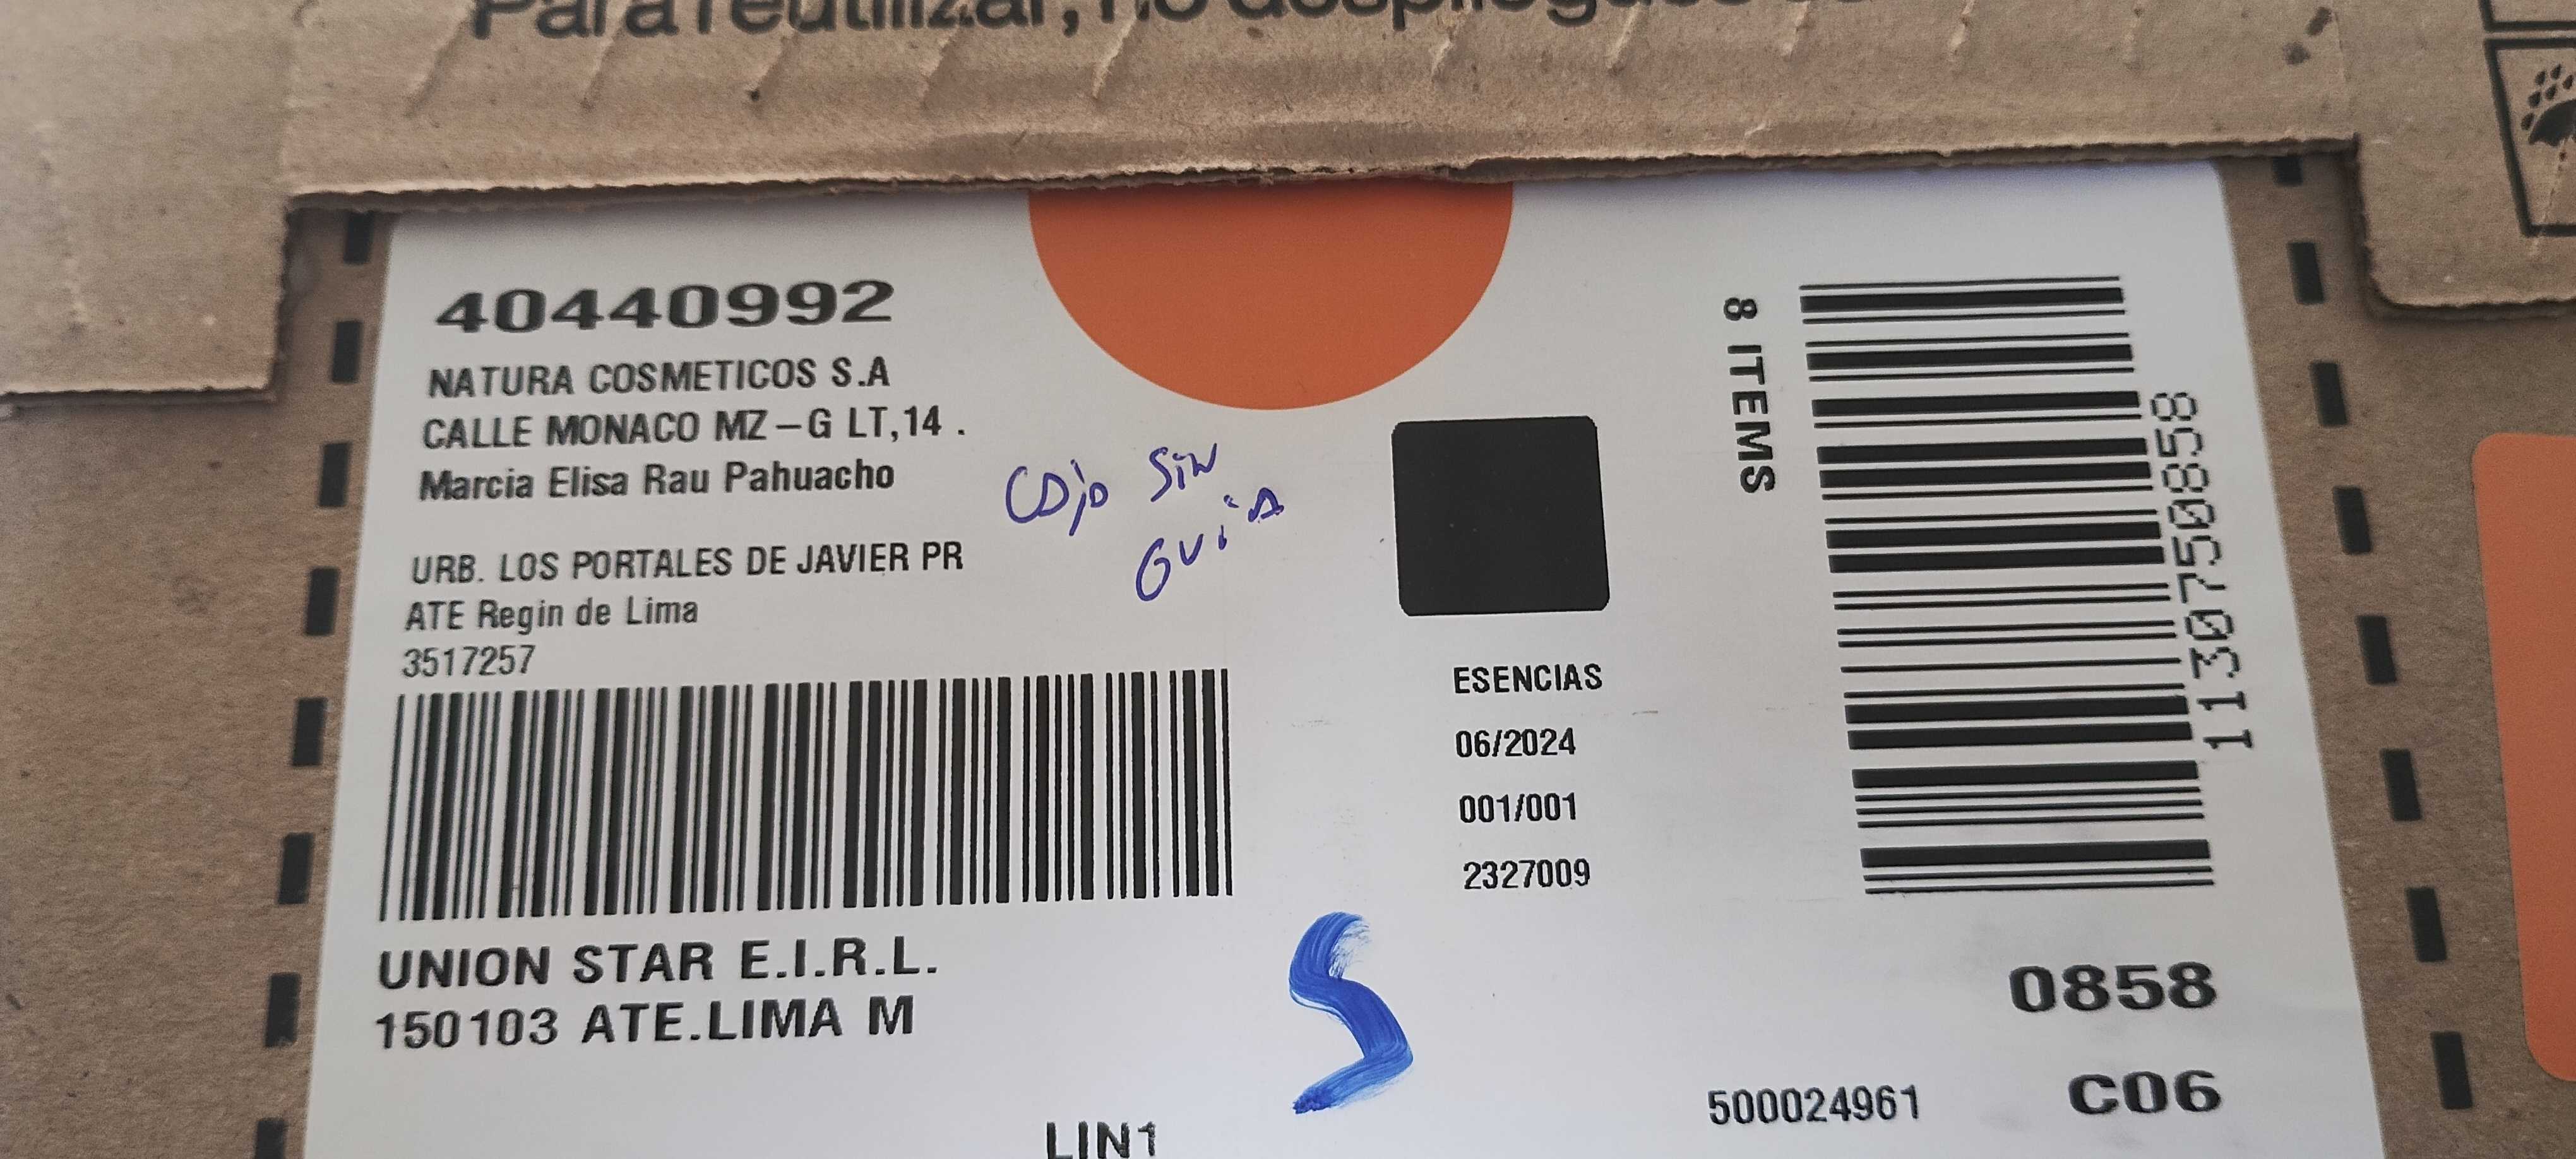 Para reutilizar, no
40440992
NATURA COSMETICOS S.A
CALLE MONACO MZ-G LT,14 .
Marcia Elisa Rau Pahuacho
URB. LOS PORTALES DE JAVIER PR
ATE Regin de Lima
3517257
UNION STAR E.I.R.L.
150103 ATE.LIMA M
LIN1
Sin
GUiA
S
ESENCIAS
06/2024
001/001
2327009
8 ITEMS
11307508​58
0858
500024961
C06